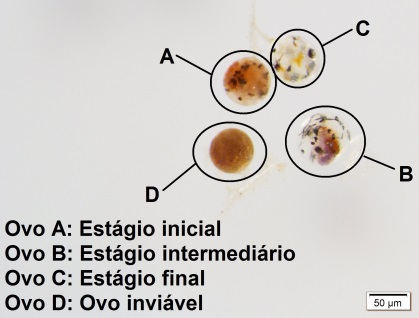 A
C
B
D
Ovo A: Estágio inicial
Ovo B: Estágio intermediário
Ovo C: Estágio final
Ovo D: Ovo inviável
50 µm